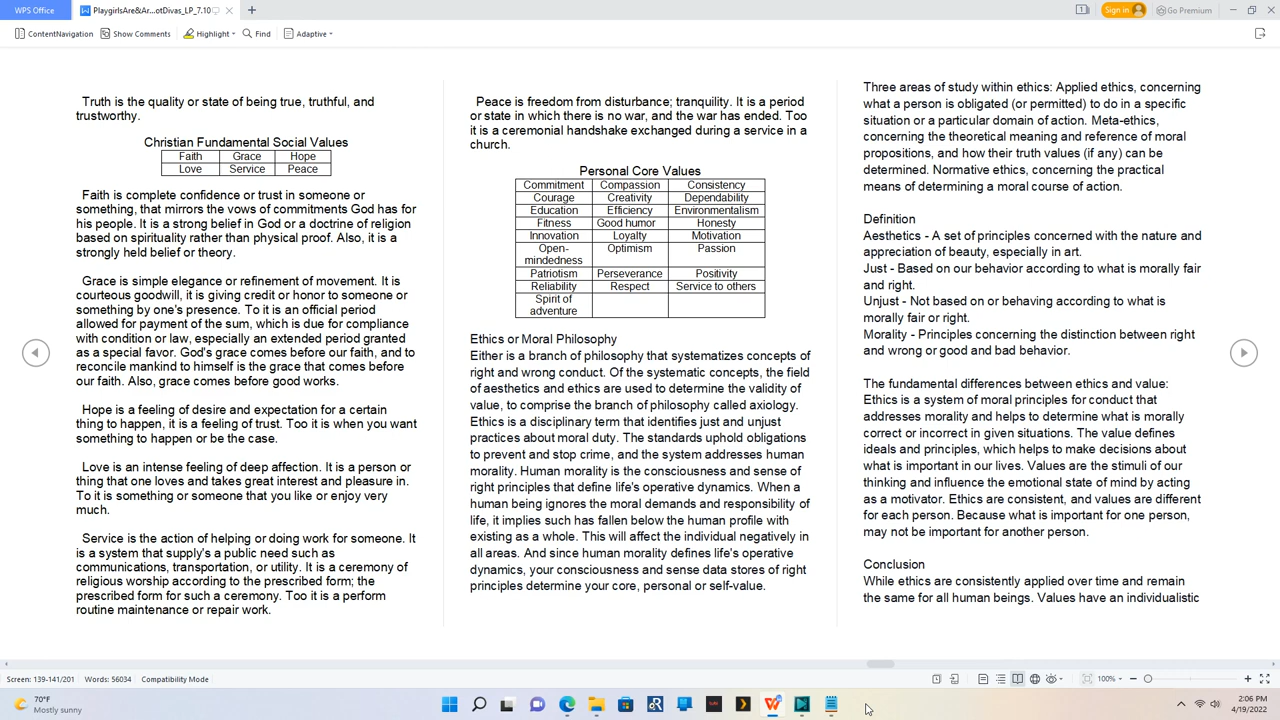 WPS Office
PlaygirlsAre&Ar...otDivas_LP_7.10
Sign in
Go Premium
ContentNavigation
Show Comments
Highlight
Find
Adaptive
Truth is the quality or state of being true, truthful, and
trustworthy.
Christian Fundamental Social Values
Faith Grace Hope
Love Service Peace
Faith is complete confidence or trust in someone or
something, that mirrors the vows of commitments God has for
his people. It is a strong belief in God or a doctrine of religion
based on spirituality rather than physical proof. Also, it is a
strongly held belief or theory.
Grace is simple elegance or refinement of movement. It is
courteous goodwill, it is giving credit or honor to someone or
something by one's presence. To it is an official period
allowed for payment of the sum, which is due for compliance
with condition or law, especially an extended period granted
as a special favor. God's grace comes before our faith, and to
reconcile mankind to himself is the grace that comes before
our faith. Also, grace comes before good works.
Hope is a feeling of desire and expectation for a certain
thing to happen, it is a feeling of trust. Too it is when you want
something to happen or be the case.
Love is an intense feeling of deep affection. It is a person or
thing that one loves and takes great interest and pleasure in.
To it is something or someone that you like or enjoy very
much.
Service is the action of helping or doing work for someone. It
is a system that supply's a public need such as
communications, transportation, or utility. It is a ceremony of
religious worship according to the prescribed form; the
prescribed form for such a ceremony. Too it is a perform
routine maintenance or repair work.
Peace is freedom from disturbance; tranquility. It is a period
or state in which there is no war, and the war has ended. Too
it is a ceremonial handshake exchanged during a service in a
church.
Personal Core Values
Commitment Compassion Consistency
Courage Creativity Dependability
Education Efficiency Environmentalism
Fitness Good humor Honesty
Innovation Loyalty Motivation
Open- Optimism Passion
mindedness
Patriotism Perseverance Positivity
Reliability Respect Service to others
Spirit of
adventure
Ethics or Moral Philosophy
Either is a branch of philosophy that systematizes concepts of
right and wrong conduct. Of the systematic concepts, the field
of aesthetics and ethics are used to determine the validity of
value, to comprise the branch of philosophy called axiology.
Ethics is a disciplinary term that identifies just and unjust
practices about moral duty. The standards uphold obligations
to prevent and stop crime, and the system addresses human
morality. Human morality is the consciousness and sense of
right principles that define life's operative dynamics. When a
human being ignores the moral demands and responsibility of
life, it implies such has fallen below the human profile with
existing as a whole. This will affect the individual negatively in
all areas. And since human morality defines life's operative
dynamics, your consciousness and sense data stores of right
principles determine your core, personal or self-value.
Three areas of study within ethics: Applied ethics, concerning
what a person is obligated (or permitted) to do in a specific
situation or a particular domain of action. Meta-ethics,
concerning the theoretical meaning and reference of moral
propositions, and how their truth values (if any) can be
determined. Normative ethics, concerning the practical
means of determining a moral course of action.
Definition
Aesthetics - A set of principles concerned with the nature and
appreciation of beauty, especially in art.
Just - Based on our behavior according to what is morally fair
and right.
Unjust - Not based on or behaving according to what is
morally fair or right.
Morality - Principles concerning the distinction between right
and wrong or good and bad behavior.
The fundamental differences between ethics and value:
Ethics is a system of moral principles for conduct that
addresses morality and helps to determine what is morally
correct or incorrect in given situations. The value defines
ideals and principles, which helps to make decisions about
what is important in our lives. Values are the stimuli of our
thinking and influence the emotional state of mind by acting
as a motivator. Ethics are consistent, and values are different
for each person. Because what is important for one person,
may not be important for another person.
Conclusion
While ethics are consistently applied over time and remain
the same for all human beings. Values have an individualistic
Screen: 139-141/201
Words: 56034
Compatibility Mode
100%
70°F
Mostly sunny
2:06 PM
4/19/2022